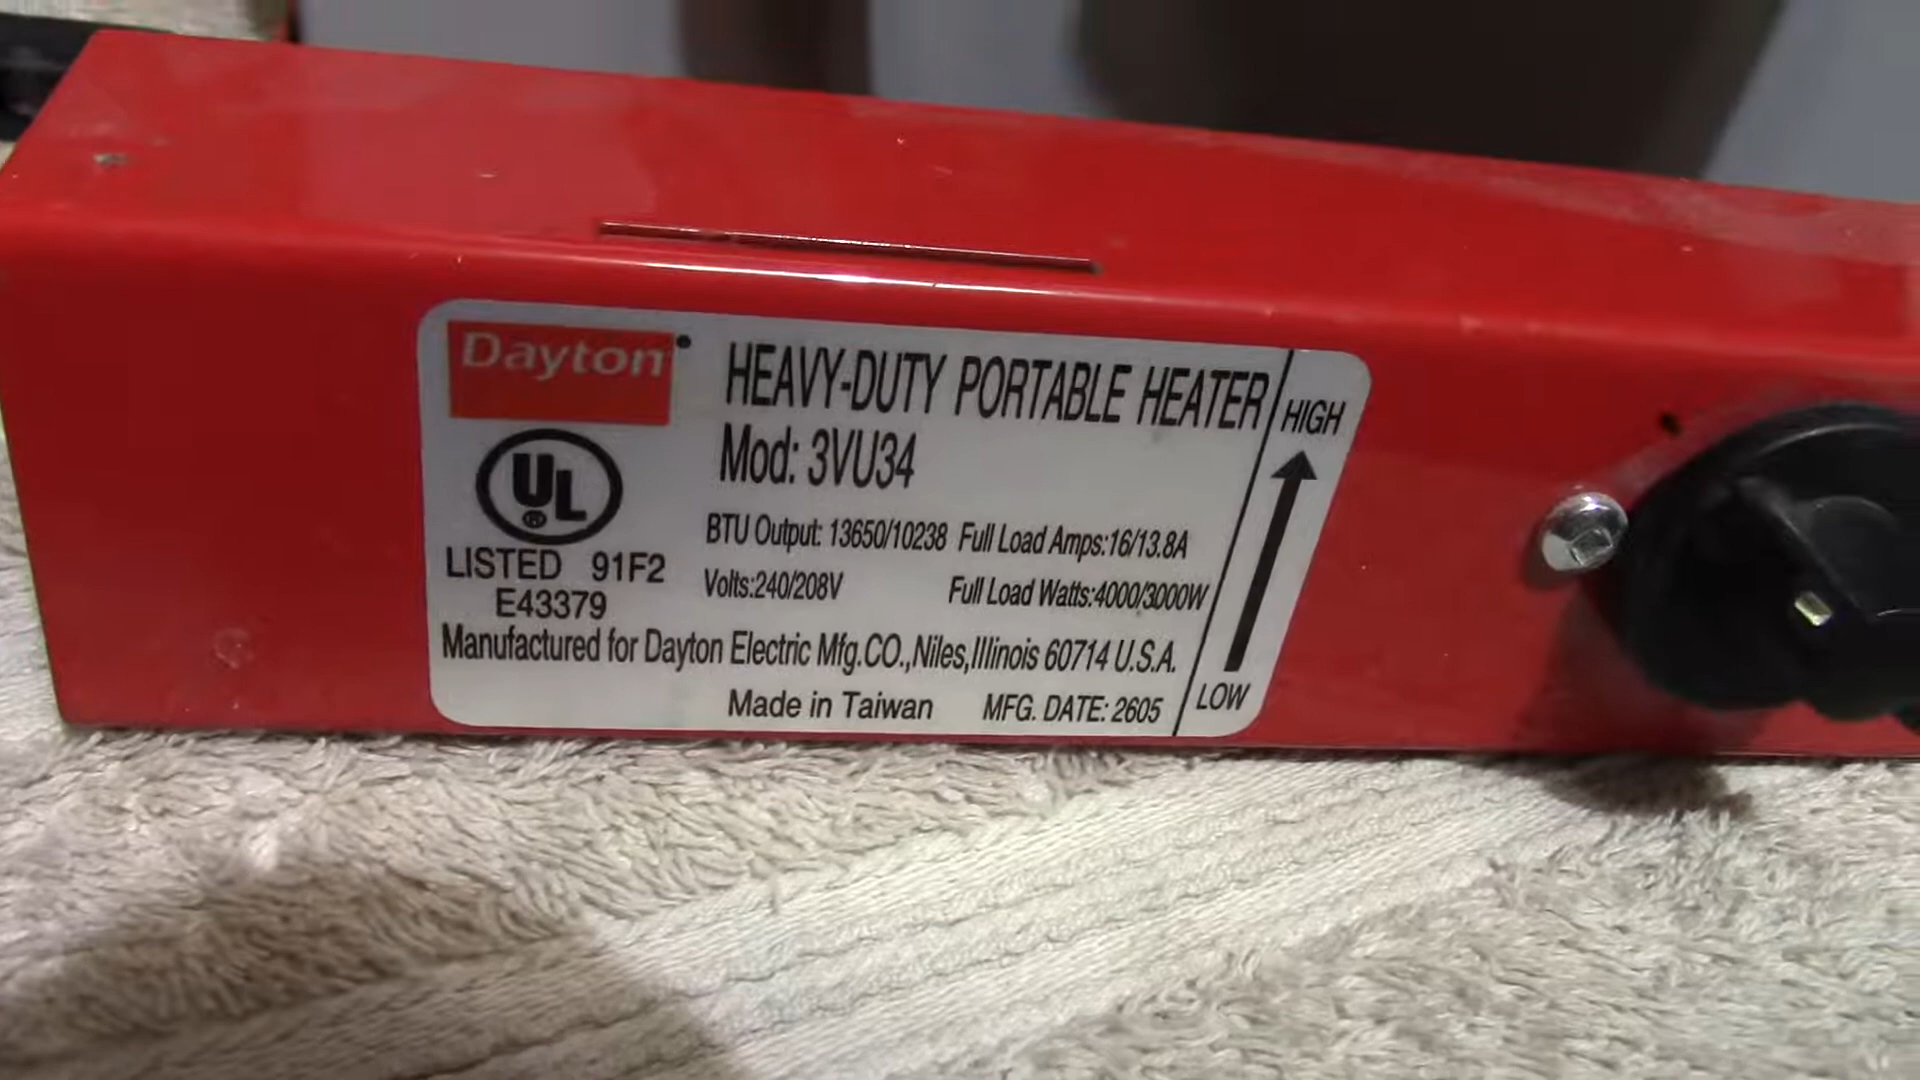 Dayton
HEAVY-DUTY PORTABLE HEATER
HIGH
Mod: 3VU34
UL
®
BTU Output: 13650/10238 Full Load Amps:16/13.8A
LISTED 91F2
Volts:240/208V Full Load Watts:4000/3000W
E43379
Manufactured for Dayton Electric Mfg.CO.,Niles,Illinois 60714 U.S.A.
Made in Taiwan MFG. DATE: 2605
LOW